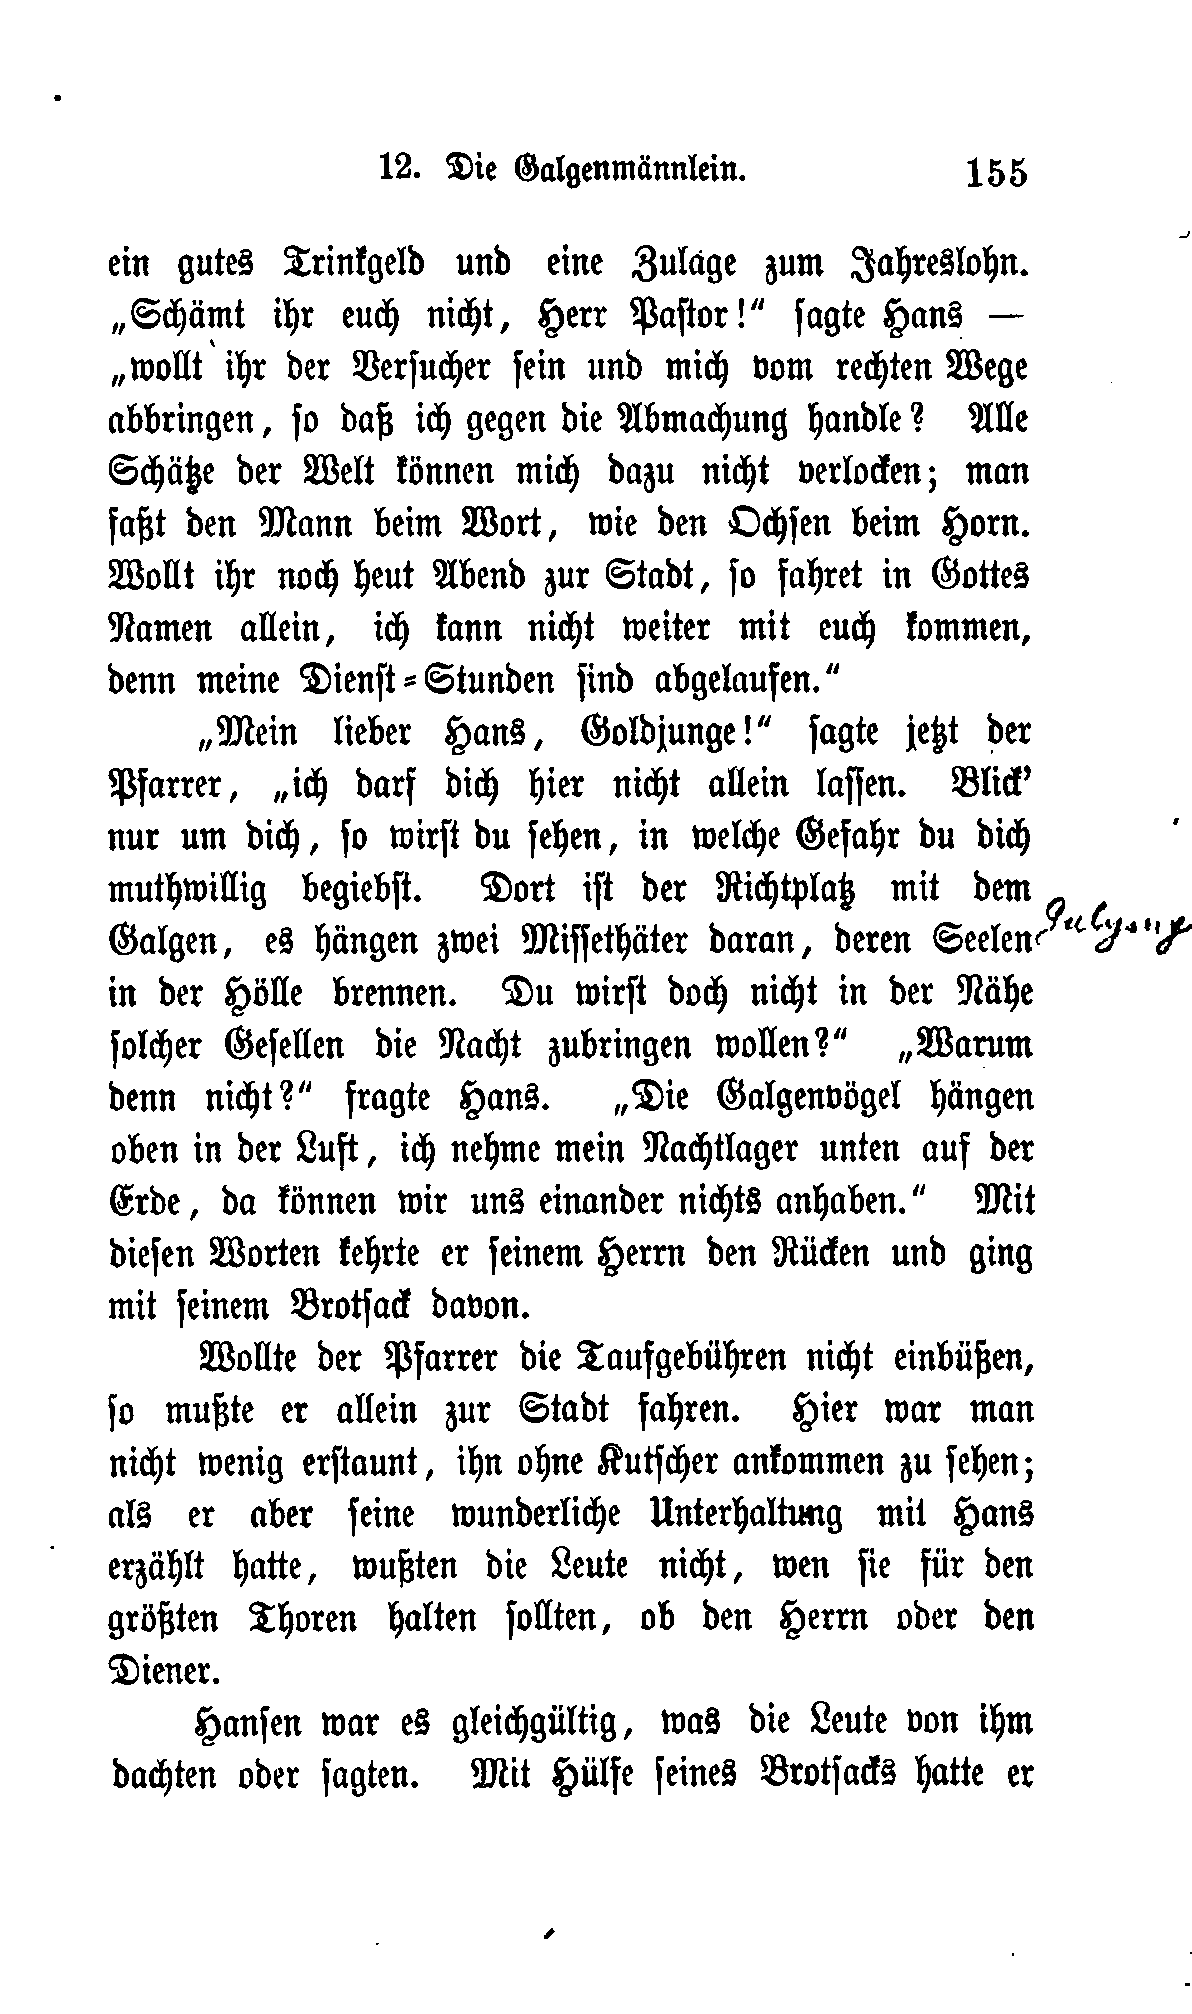 12. Die Galgenmännlein. 155
ein gutes Trinkgeld und eine Zulage zum Jahreslohn.
„Schämt ihr euch nicht, Herr Pastor!“ sagte Hans —
„wollt ihr der Versucher sein und mich vom rechten Wege
abbringen, so daß ich gegen die Abmachung handle? Alle
Schätze der Welt können mich dazu nicht verlocken; man
faßt den Mann beim Wort, wie den Ochsen beim Horn.
Wollt ihr noch heut Abend zur Stadt, so fahret in Gottes
Namen allein, ich kann nicht weiter mit euch kommen,
denn meine Dienst-Stunden sind abgelaufen.“
„Mein lieber Hans, Goldjunge!“ sagte jetzt der
Pfarrer, „ich darf dich hier nicht allein lassen. Blick’
nur um dich, so wirst du sehen, in welche Gefahr du dich
muthwillig begiebst. Dort ist der Richtplatz mit dem
Galgen, es hängen zwei Missethäter daran, deren Seelen
in der Hölle brennen. Du wirst doch nicht in der Nähe
solcher Gesellen die Nacht zubringen wollen?“ „Warum
denn nicht?“ fragte Hans. „Die Galgenvögel hängen
oben in der Luft, ich nehme mein Nachtlager unten auf der
Erde, da können wir uns einander nichts anhaben.“ Mit
diesen Worten kehrte er seinem Herrn den Rücken und ging
mit seinem Brotsack davon.
Wollte der Pfarrer die Taufgebühren nicht einbüßen,
so mußte er allein zur Stadt fahren. Hier war man
nicht wenig erstaunt, ihn ohne Kutscher ankommen zu sehen;
als er aber seine wunderliche Unterhaltung mit Hans
erzählt hatte, wußten die Leute nicht, wen sie für den
größten Thoren halten sollten, ob den Herrn oder den
Diener.
Hansen war es gleichgültig, was die Leute von ihm
dachten oder sagten. Mit Hülfe seines Brotsacks hatte er